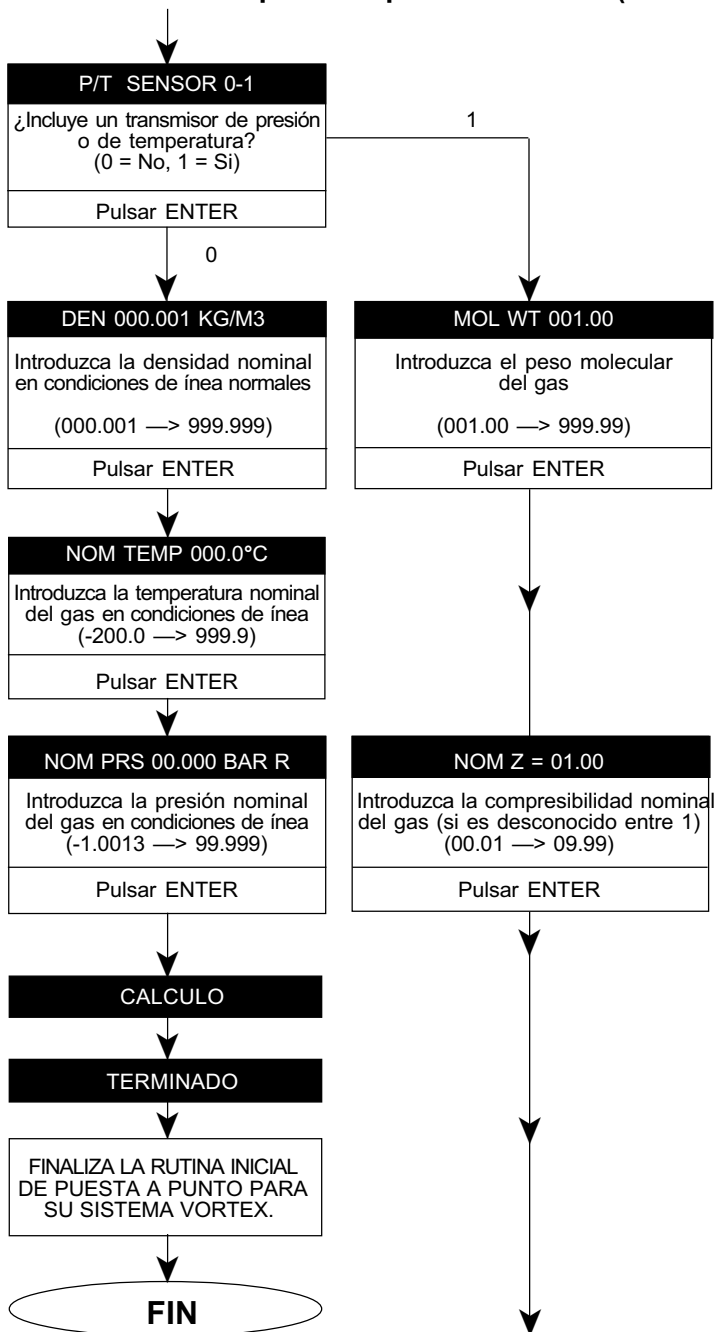 P/T SENSOR 0-1
¿Incluye un transmisor de presión
o de temperatura?
(0 = No, 1 = Si)
Pulsar ENTER
1
0
DEN 000.001 KG/M3
Introduzca la densidad nominal
en condiciones de ínea normales
(000.001 —> 999.999)
Pulsar ENTER
MOL WT 001.00
Introduzca el peso molecular
del gas
(001.00 —> 999.99)
Pulsar ENTER
NOM TEMP 000.0°C
Introduzca la temperatura nominal
del gas en condiciones de ínea
(-200.0 —> 999.9)
Pulsar ENTER
NOM PRS 00.000 BAR R
Introduzca la presión nominal
del gas en condiciones de ínea
(-1.0013 —> 99.999)
Pulsar ENTER
NOM Z = 01.00
Introduzca la compresibilidad nominal
del gas (si es desconocido entre 1)
(00.01 —> 09.99)
Pulsar ENTER
CALCULO
TERMINADO
FINALIZA LA RUTINA INICIAL
DE PUESTA A PUNTO PARA
SU SISTEMA VORTEX.
FIN